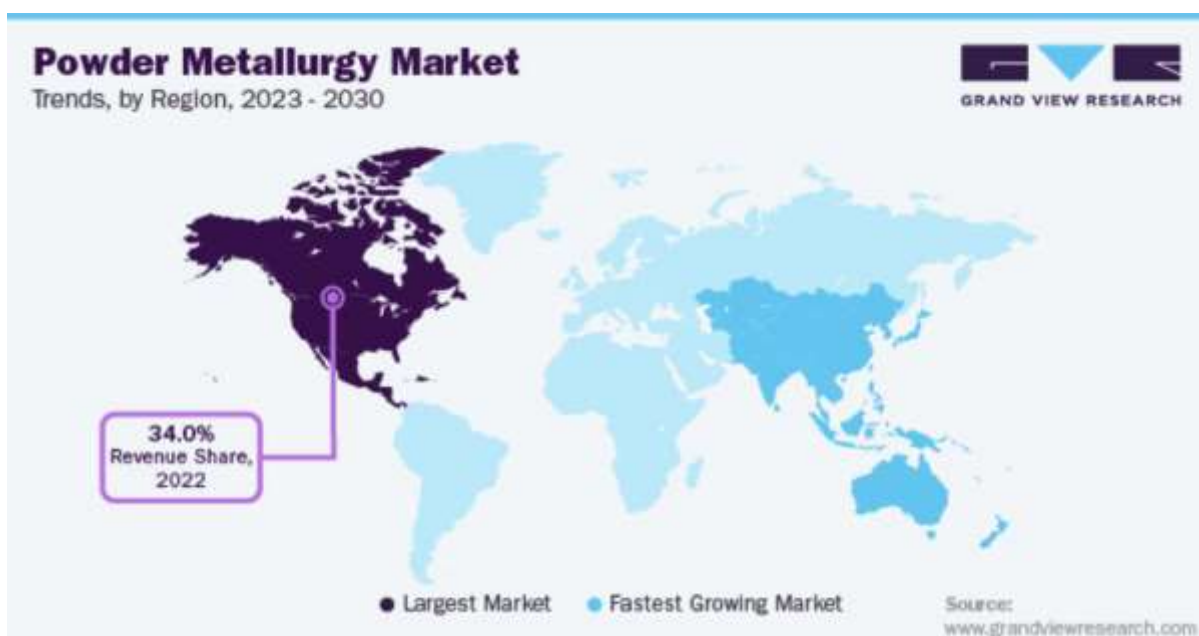 Powder Metallurgy Market
Trends, by Region, 2023 - 2030
GRAND VIEW RESEARCH
34.0%
Revenue Share,
2022
Largest Market
Fastest Growing Market
Source:
www.grandviewresearch.com